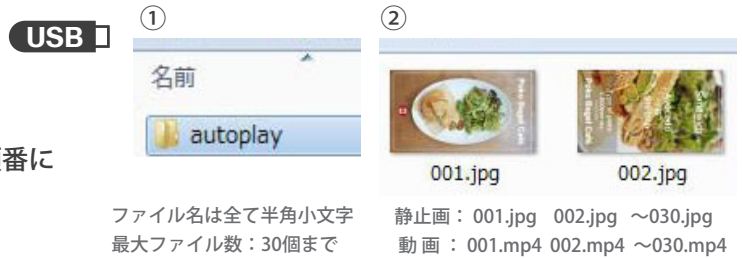 USB
①
名前
autoplay
②
001.jpg
002.jpg
番に
ファイル名は全て半角小文字
最大ファイル数：30個まで
静止画： 001.jpg 002.jpg ～030.jpg
動 画 ： 001.mp4 002.mp4 ～030.mp4